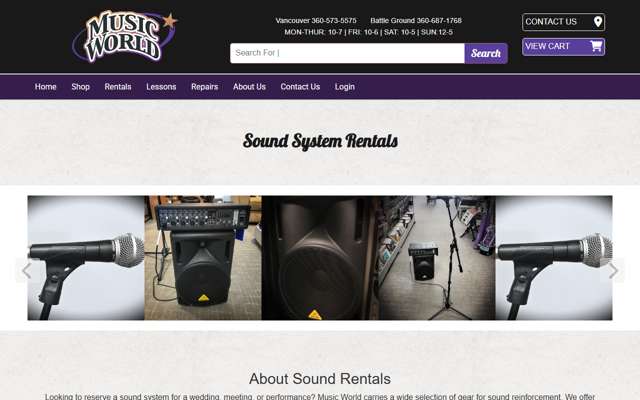 MUSIC WORLD
Vancouver 360-573-5575 Battle Ground 360-687-1768
MON-THUR: 10-7 | FRI: 10-6 | SAT: 10-5 | SUN:12-5
Search For |
Search
CONTACT US
VIEW CART
Home Shop Rentals Lessons Repairs About Us Contact Us Login
Sound System Rentals
About Sound Rentals
Looking to reserve a sound system for a wedding, meeting, or performance? Music World carries a wide selection of gear for sound reinforcement. We offer